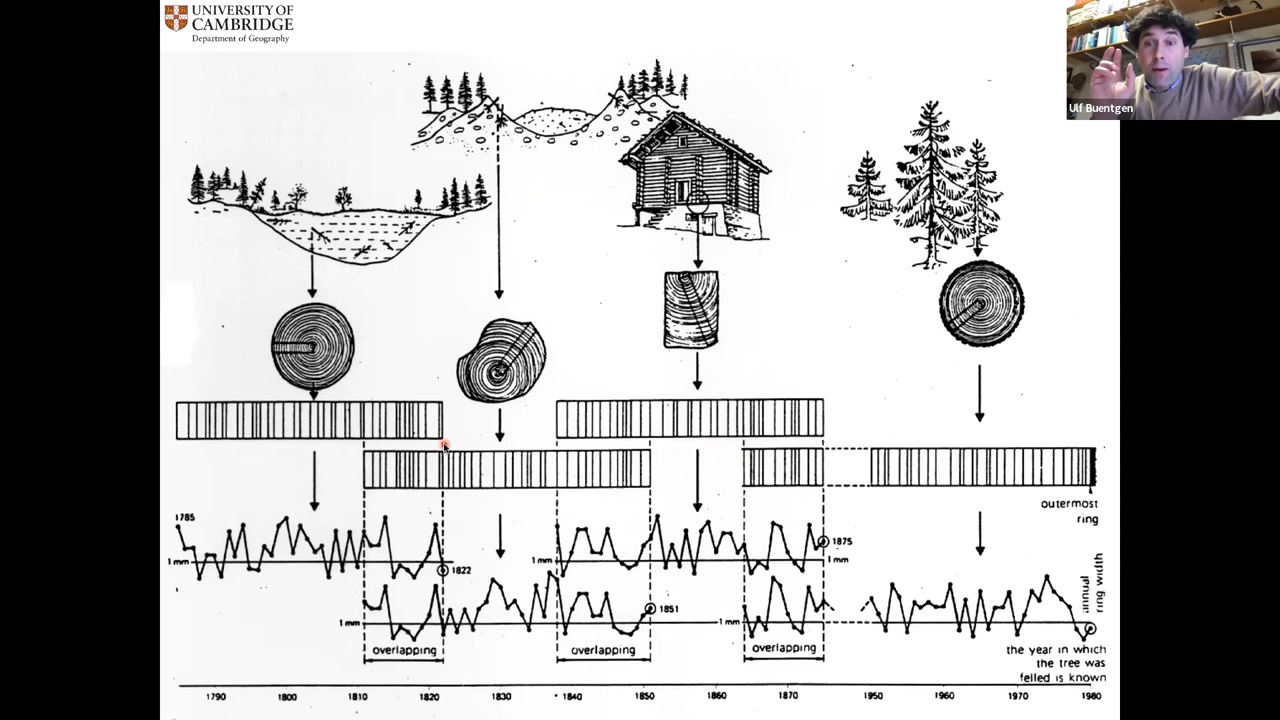 UNIVERSITY OF
CAMBRIDGE
Department of Geography
Ulf Buentgen
outermost
ring
1785
1875
1 mm
1 mm
1 mm
1822
annual
ring width
1851
1 mm
1 mm
overlapping
overlapping
overlapping
the year in which
the tree was
felled is known
1790 1800 1810 1820 1830 1840 1850 1860 1870 1950 1960 1970 1980